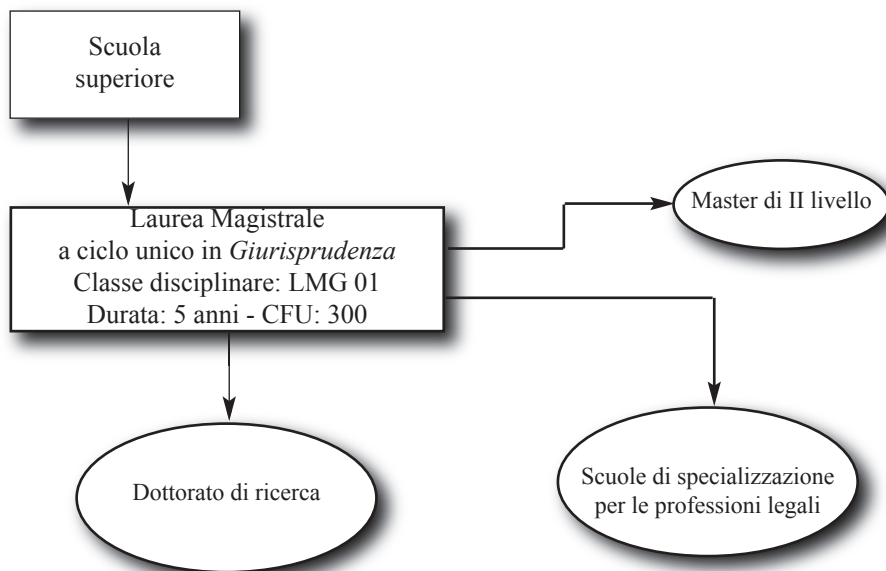 Scuola
superiore
Master di II livello
Laurea Magistrale
a ciclo unico in Giurisprudenza
Classe disciplinare: LMG 01
Durata: 5 anni - CFU: 300
Dottorato di ricerca
Scuole di specializzazione
per le professioni legali